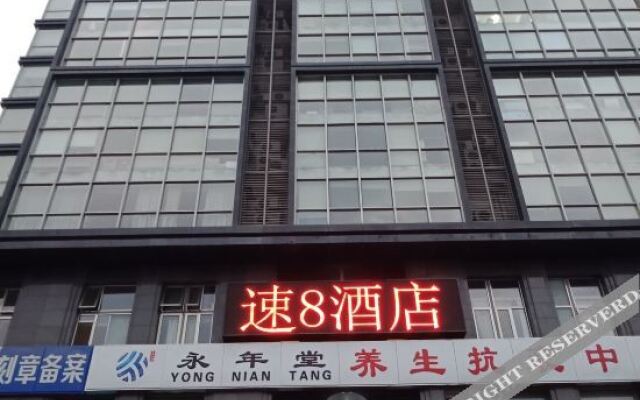 速8酒店
刻章备案
永年堂 养生抗 中
YONG NIAN TANG
RIGHT RESERVERD